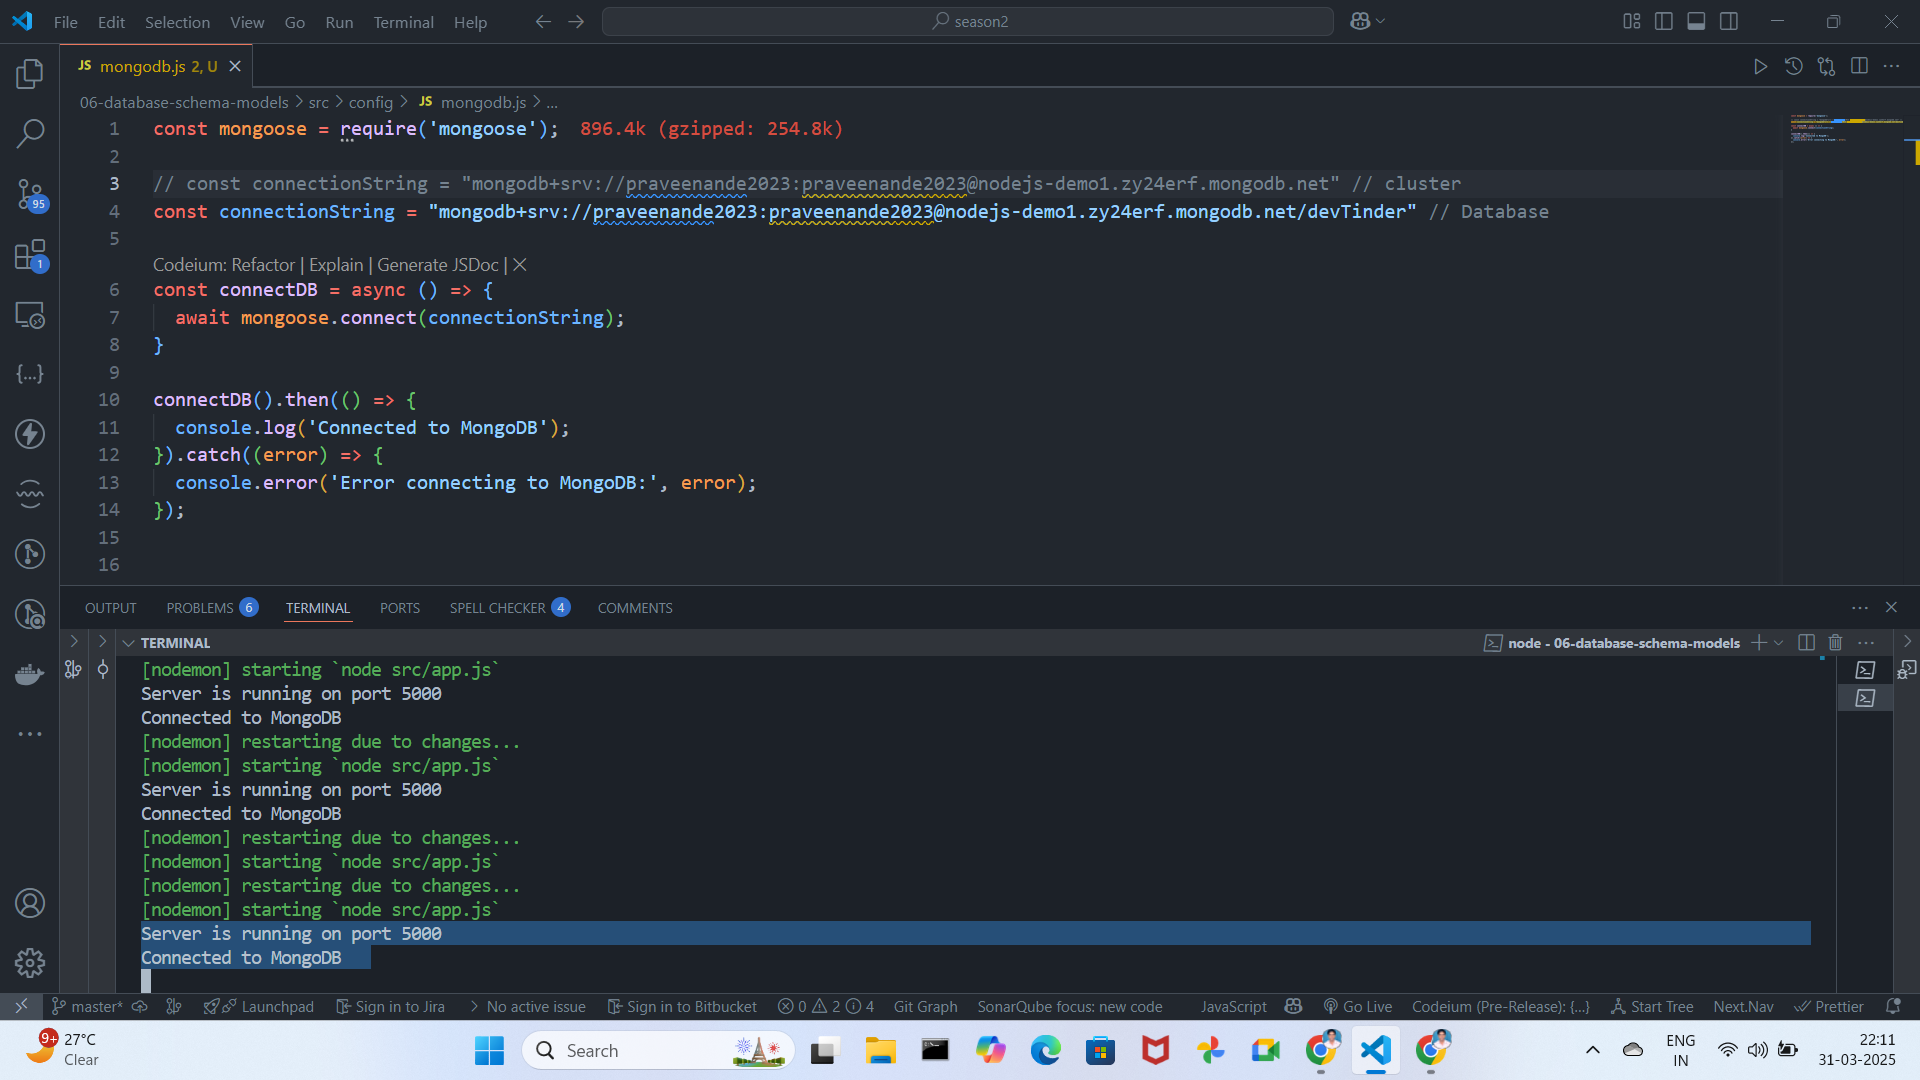 File Edit Selection View Go Run Terminal Help
season2
JS mongodb.js 2, U
06-database-schema-models > src > config > JS mongodb.js > ...
1 const mongoose = require('mongoose'); 896.4k (gzipped: 254.8k)
2
3 // const connectionString = "mongodb+srv://praveenande2023:praveenande2023@nodejs-demo1.zy24erf.mongodb.net" // cluster
4 const connectionString = "mongodb+srv://praveenande2023:praveenande2023@nodejs-demo1.zy24erf.mongodb.net/devTinder" // Database
5
Codeium: Refactor | Explain | Generate JSDoc | X
6 const connectDB = async () => {
7 await mongoose.connect(connectionString);
8 }
9
10 connectDB().then(() => {
11 console.log('Connected to MongoDB');
12 }).catch((error) => {
13 console.error('Error connecting to MongoDB:', error);
14 });
15
16
95
1
OUTPUT PROBLEMS 6 TERMINAL PORTS SPELL CHECKER 4 COMMENTS
TERMINAL
node - 06-database-schema-models
[nodemon] starting `node src/app.js`
Server is running on port 5000
Connected to MongoDB
[nodemon] restarting due to changes...
[nodemon] starting `node src/app.js`
Server is running on port 5000
Connected to MongoDB
[nodemon] restarting due to changes...
[nodemon] starting `node src/app.js`
[nodemon] restarting due to changes...
[nodemon] starting `node src/app.js`
Server is running on port 5000
Connected to MongoDB
master* Launchpad Sign in to Jira No active issue Sign in to Bitbucket 0 2 4 Git Graph SonarQube focus: new code JavaScript Go Live Codeium (Pre-Release): {...} Start Tree Next.Nav Prettier
9+ 27°C
Clear
Search
ENG
IN
22:11
31-03-2025